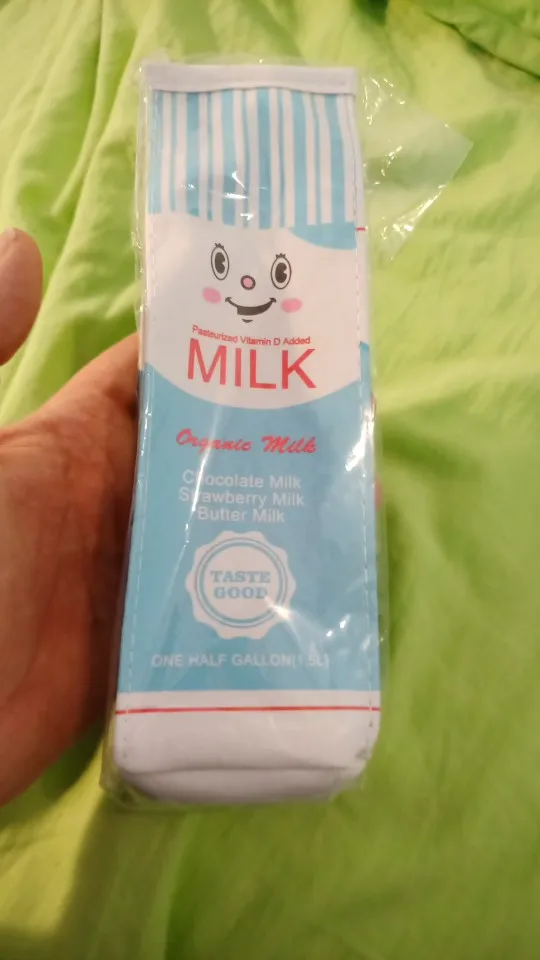 Pasteurized Vitamin D Added
MILK
Organic Milk
Chocolate Milk
Strawberry Milk
Butter Milk
TASTE
GOOD
ONE HALF GALLON(1.5L)